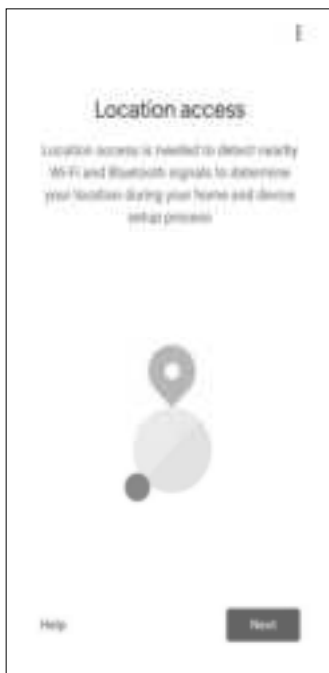 Location access
Location access is needed to detect nearby
Wi-Fi and Bluetooth signals to determine
your location during your home and device
setup process
Help
Next